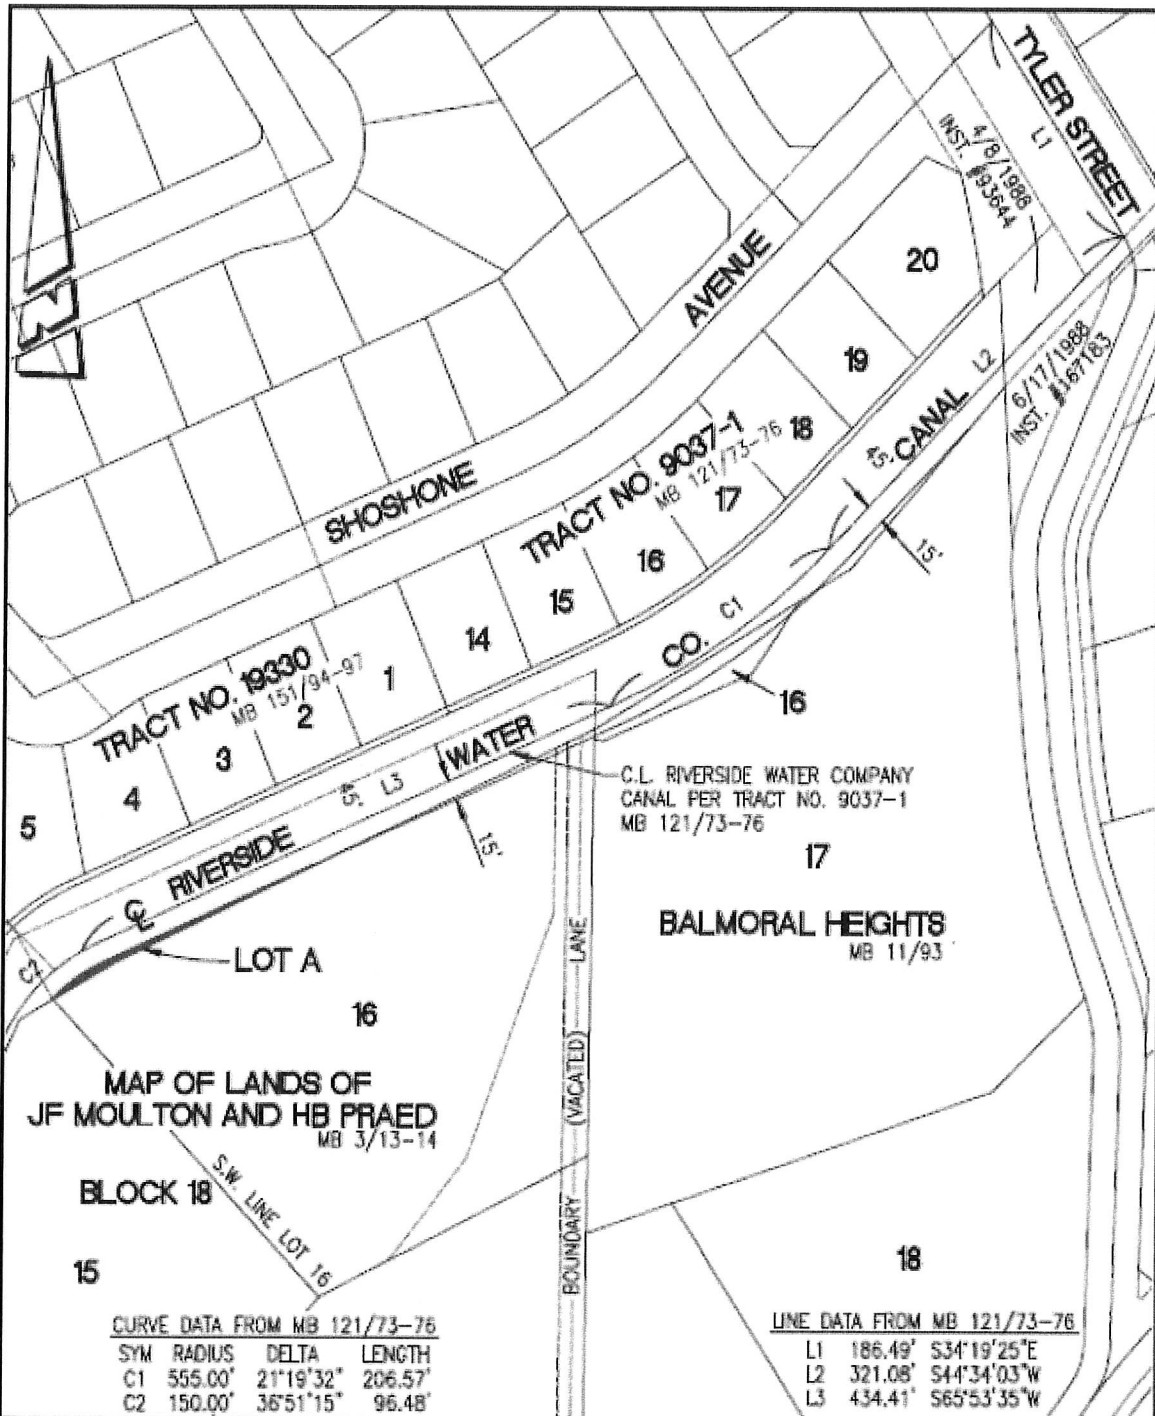 N
TYLER STREET
L1
4/8/1988
INST. #93644
20
AVENUE
19
L2
6/17/1988
INST. #167183
18
45' CANAL
TRACT NO. 9037-1
MB 121/73-76
17
SHOSHONE
16
15'
15
C1
14
CO.
TRACT NO. 19330
MB 151/94-97
1
2
16
3
WATER
4
45'
L3
C.L. RIVERSIDE WATER COMPANY
CANAL PER TRACT NO. 9037-1
MB 121/73-76
5
15'
17
RIVERSIDE
CL
BALMORAL HEIGHTS
MB 11/93
LOT A
C2
16
BOUNDARY (VACATED) LANE
MAP OF LANDS OF
JF MOULTON AND HB PRAED
MB 3/13-14
BLOCK 18
S.W. LINE LOT 16
15
18
CURVE DATA FROM MB 121/73-76
SYM RADIUS DELTA LENGTH
C1 555.00' 21°19'32" 206.57'
C2 150.00' 36°51'15" 96.48'
LINE DATA FROM MB 121/73-76
L1 186.49' S34°19'25"E
L2 321.08' S44°34'03"W
L3 434.41' S65°53'35"W